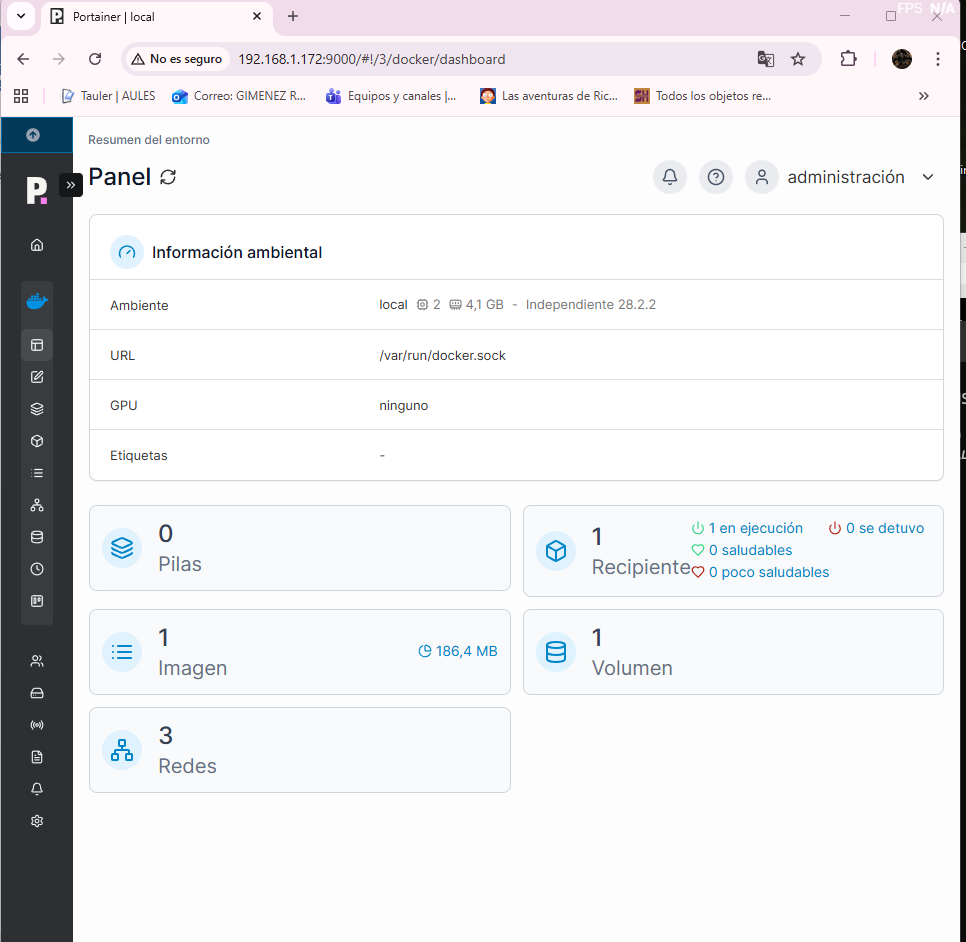 FPS N/A
Portainer | local
No es seguro 192.168.1.172:9000/#!/3/docker/dashboard
Tauler | AULES Correo: GIMENEZ R... Equipos y canales |... Las aventuras de Ric... Todos los objetos re...
Resumen del entorno
Panel
administración
Información ambiental
Ambiente local 2 4,1 GB - Independiente 28.2.2
URL /var/run/docker.sock
GPU ninguno
Etiquetas -
0
Pilas
1
Recipiente
1 en ejecución 0 se detuvo
0 saludables
0 poco saludables
1
Imagen
186,4 MB
1
Volumen
3
Redes